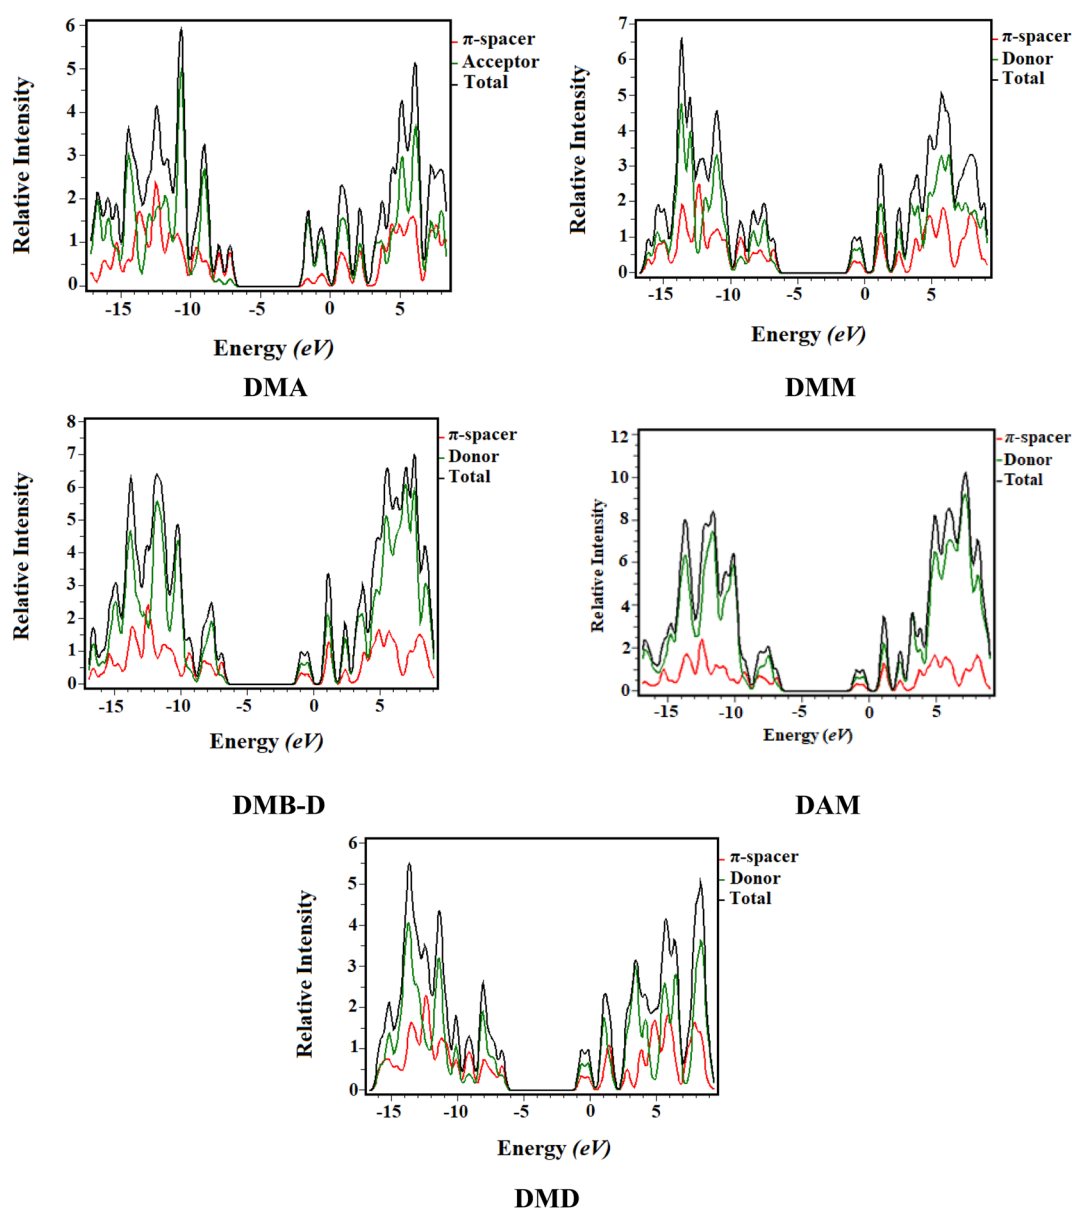 6
5
4
3
2
1
0
Relative Intensity
π-spacer
Acceptor
Total
-15
-10
-5
0
5
Energy (eV)
DMA
7
6
5
4
3
2
1
0
Relative Intensity
π-spacer
Donor
Total
-15
-10
-5
0
5
Energy (eV)
DMM
8
7
6
5
4
3
2
1
0
Relative Intensity
π-spacer
Donor
Total
-15
-10
-5
0
5
Energy (eV)
DMB-D
12
10
8
6
4
2
0
Relative Intensity
π-spacer
Donor
Total
-15
-10
-5
0
5
Energy (eV)
DAM
6
5
4
3
2
1
0
Relative Intensity
π-spacer
Donor
Total
-15
-10
-5
0
5
Energy (eV)
DMD